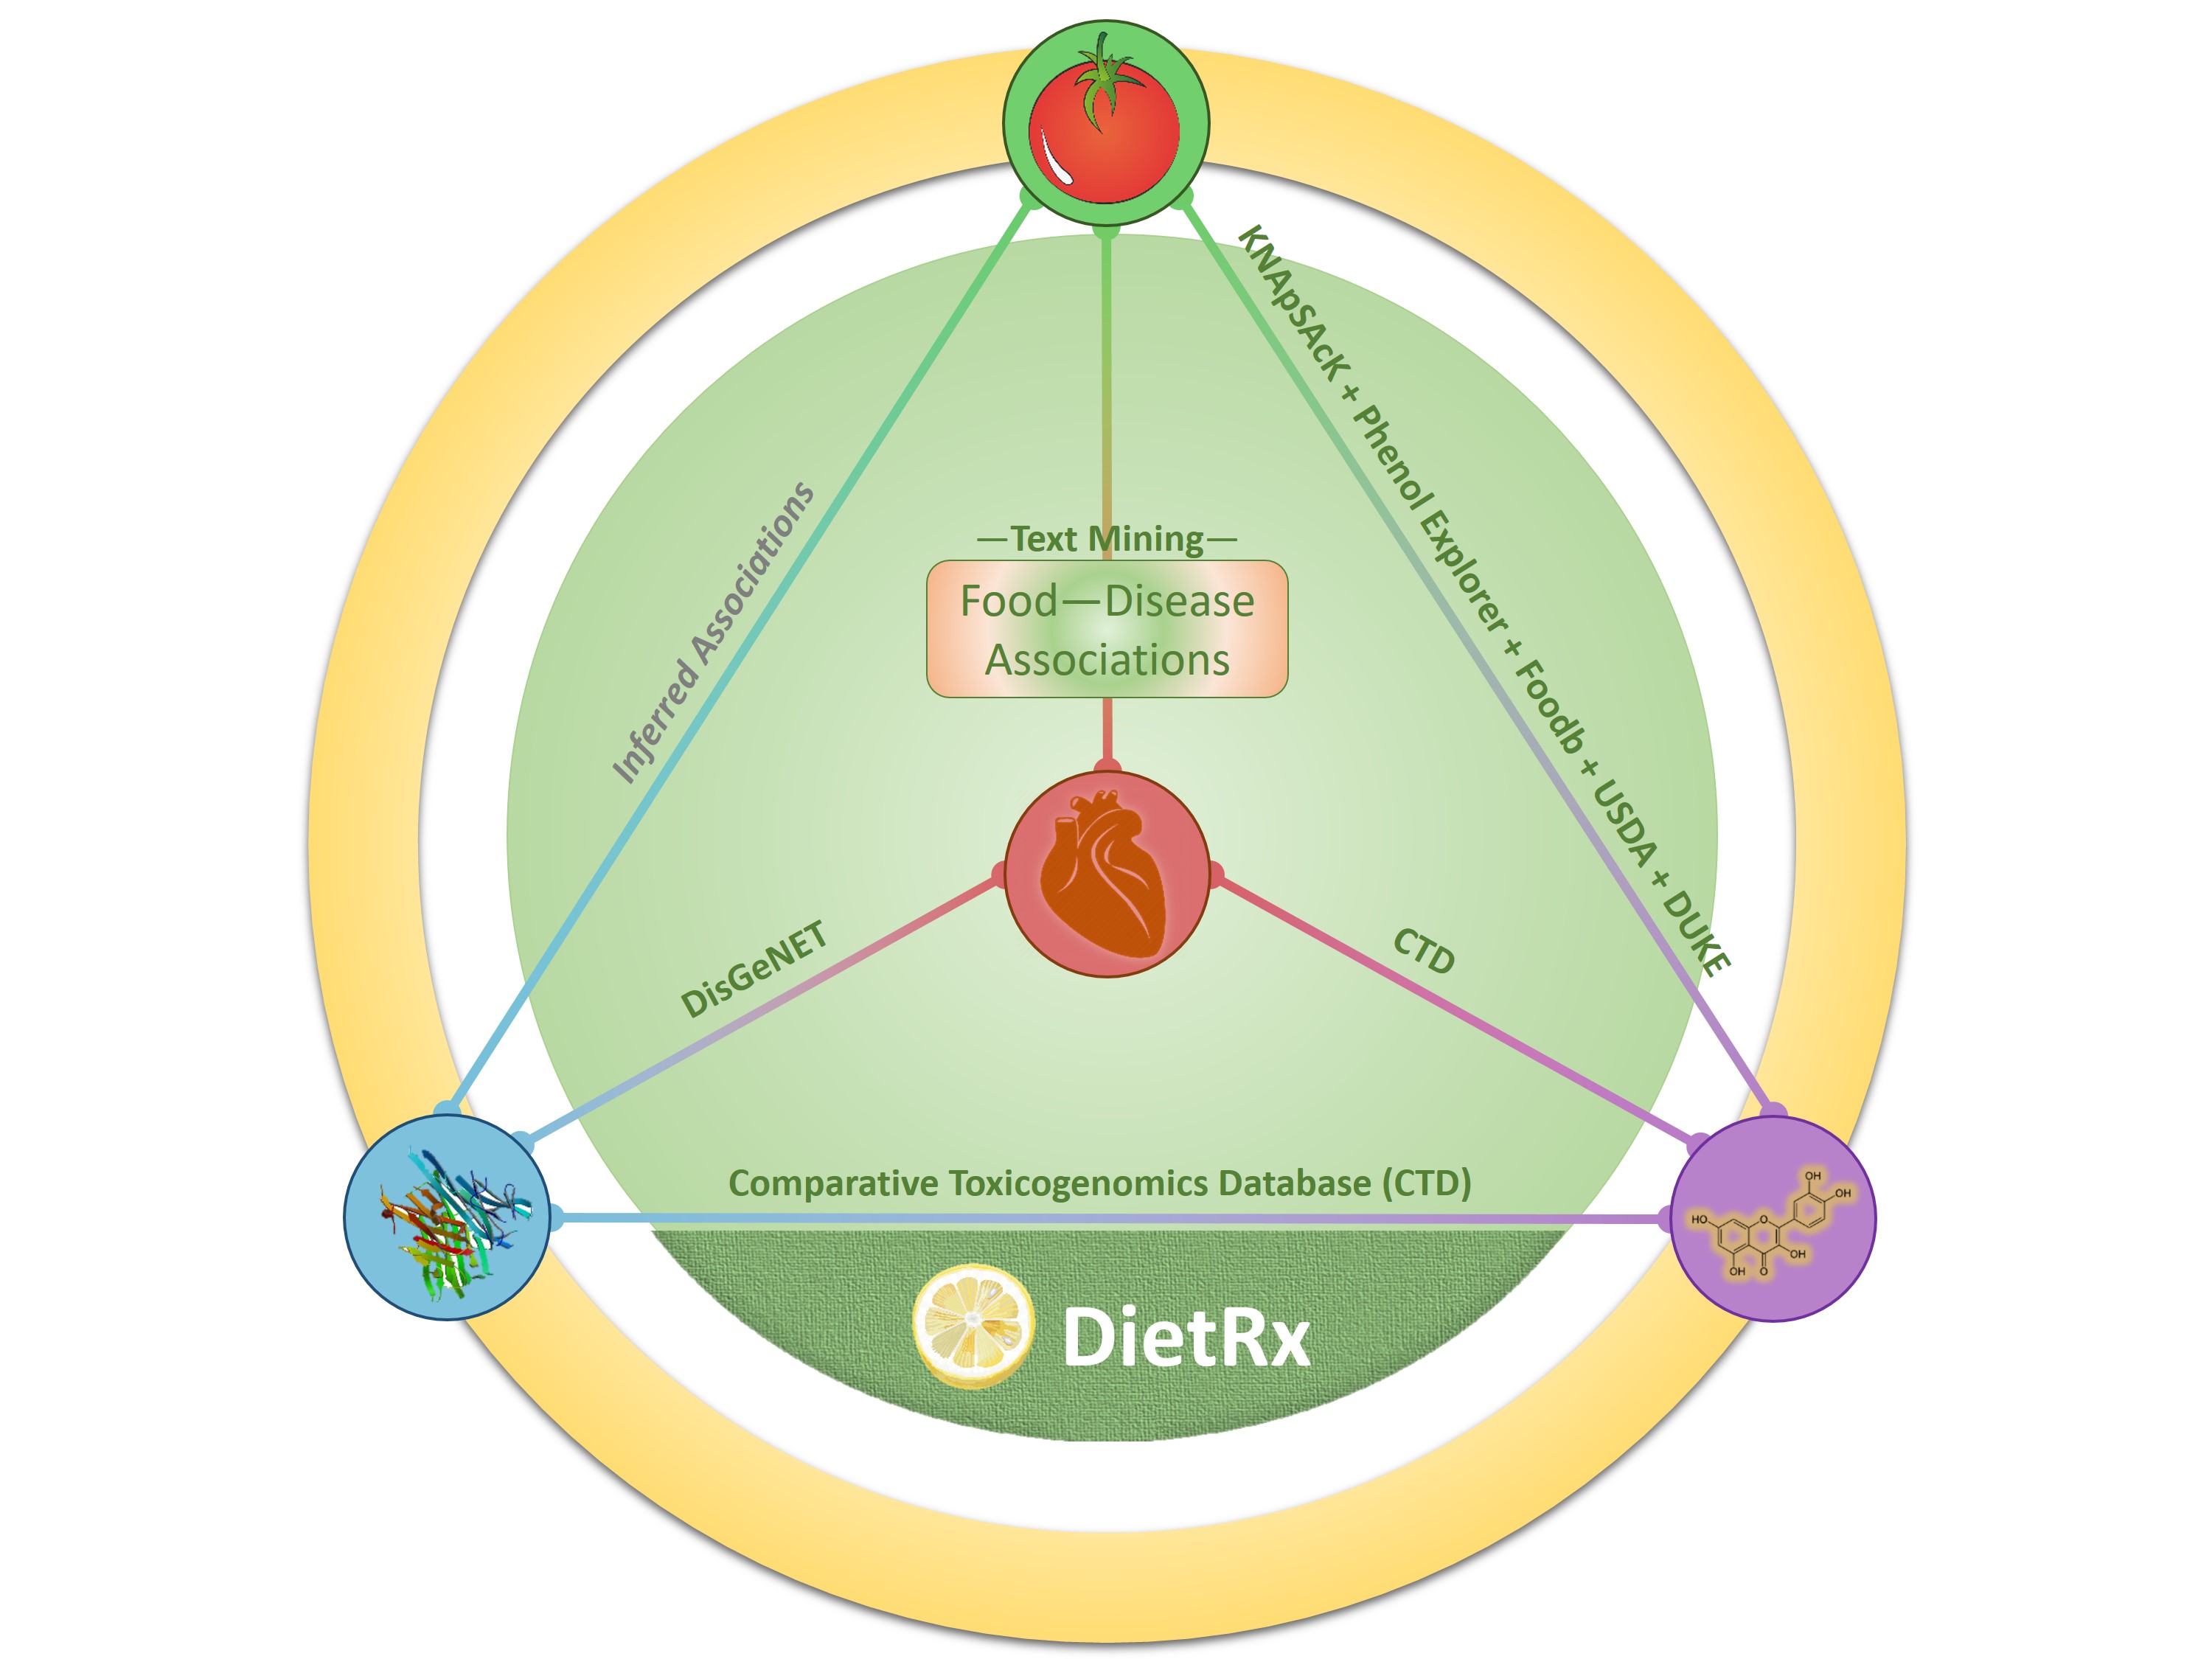 KNApSAcK + Phenol Explorer + Foodb + USDA + DUKE
Inferred Associations
—Text Mining—
Food—Disease
Associations
DisGeNET
CTD
Comparative Toxicogenomics Database (CTD)
OH
OH
HO
O
OH
OH
O
DietRx